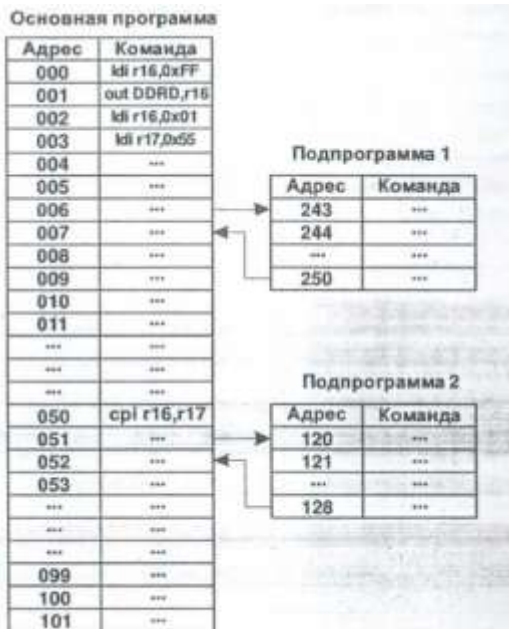 Основная программа
Адрес Команда
000 ldi r16,0xFF
001 out DDRD,r16
002 ldi r16,0x01
003 ldi r17,0x55
004 ...
005 ...
006 ...
007 ...
008 ...
009 ...
010 ...
011 ...
... ...
... ...
... ...
050 cpi r16,r17
051 ...
052 ...
053 ...
... ...
... ...
... ...
099 ...
100 ...
101 ...
Подпрограмма 1
Адрес Команда
243 ...
244 ...
... ...
250 ...
Подпрограмма 2
Адрес Команда
120 ...
121 ...
... ...
128 ...